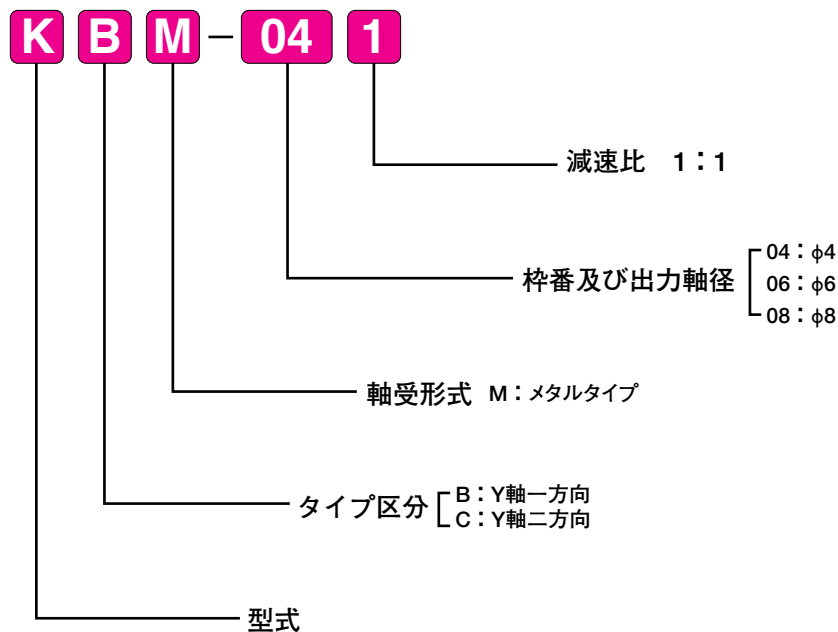 K B M - 04 1
減速比 1：1
枠番及び出力軸径
04：φ4
06：φ6
08：φ8
軸受形式 M：メタルタイプ
タイプ区分
B：Y軸一方向
C：Y軸二方向
型式